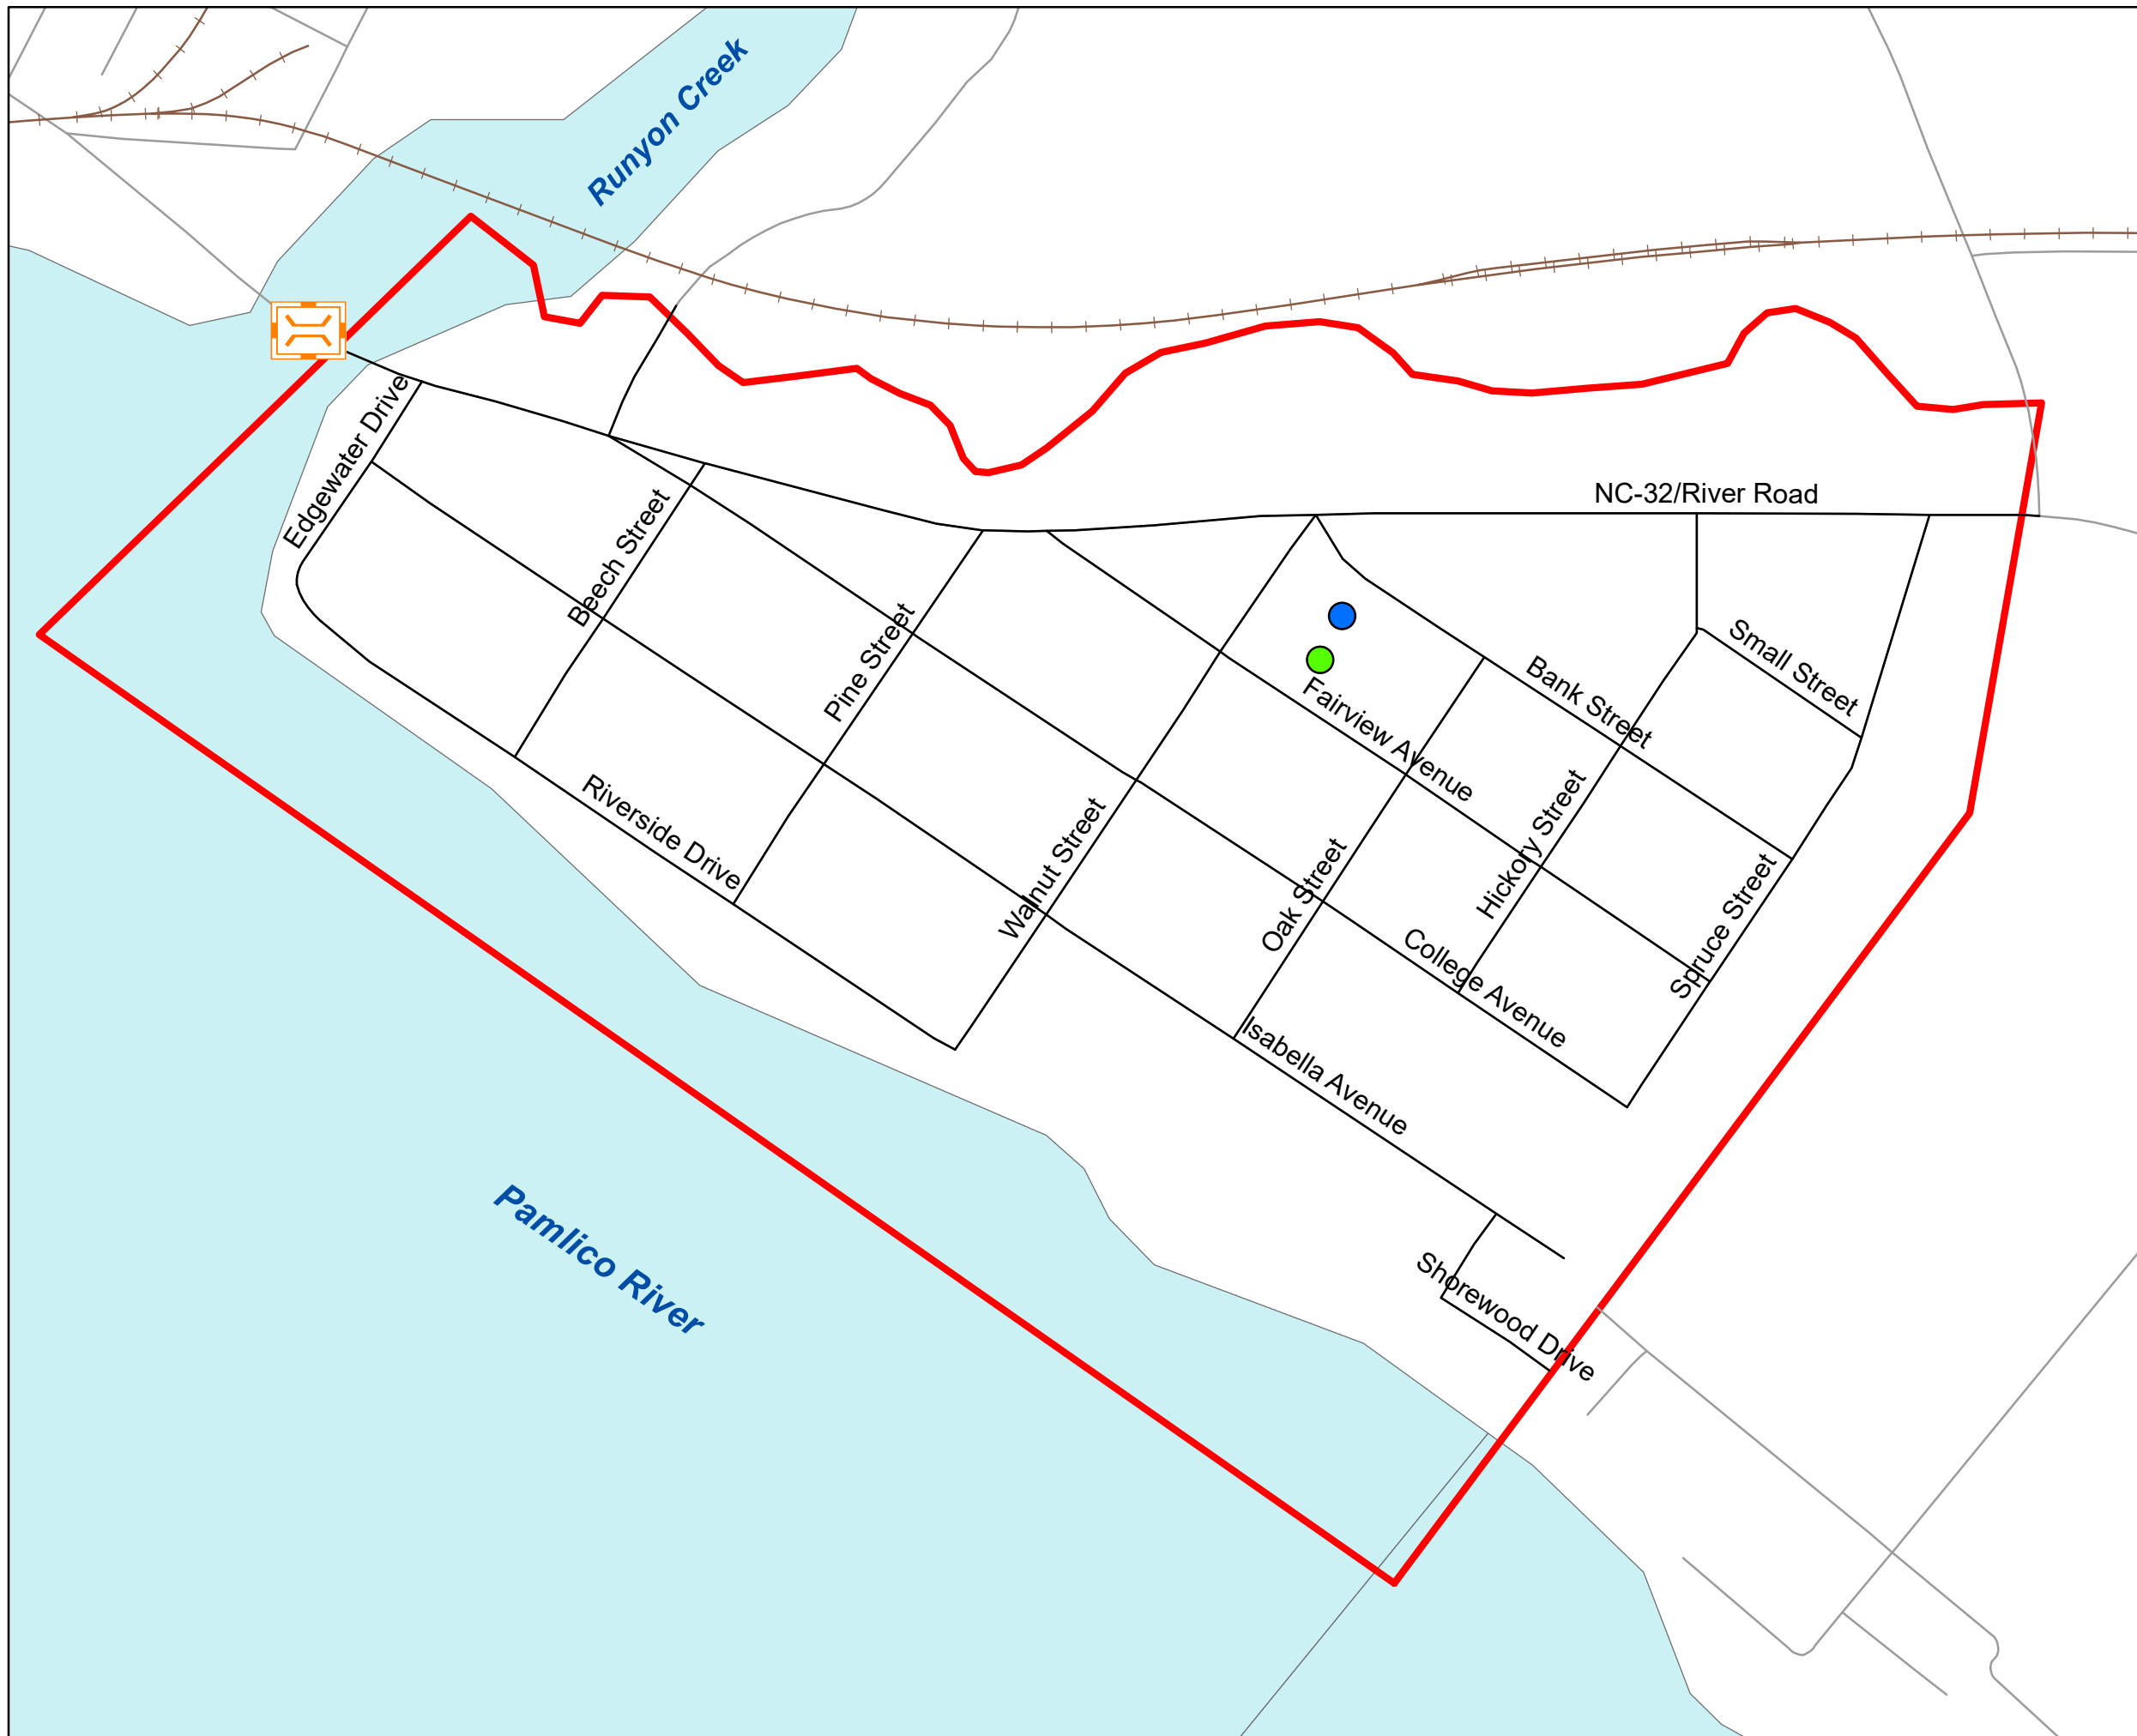 Runyon Creek
Edgewater Drive
NC-32/River Road
Beech Street
Pine Street
Small Street
Bank Street
Fairview Avenue
Riverside Drive
Walnut Street
Oak Street
Hickory Street
Spruce Street
College Avenue
Isabella Avenue
Pamlico River
Shorewood Drive